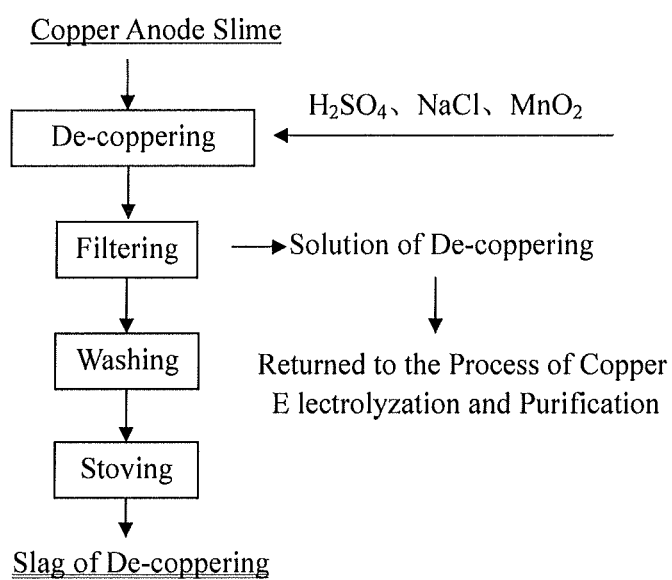 Copper Anode Slime
H₂SO₄、NaCl、MnO₂
De-coppering
Filtering
Solution of De-coppering
Washing
Returned to the Process of Copper
E lectrolyzation and Purification
Stoving
Slag of De-coppering